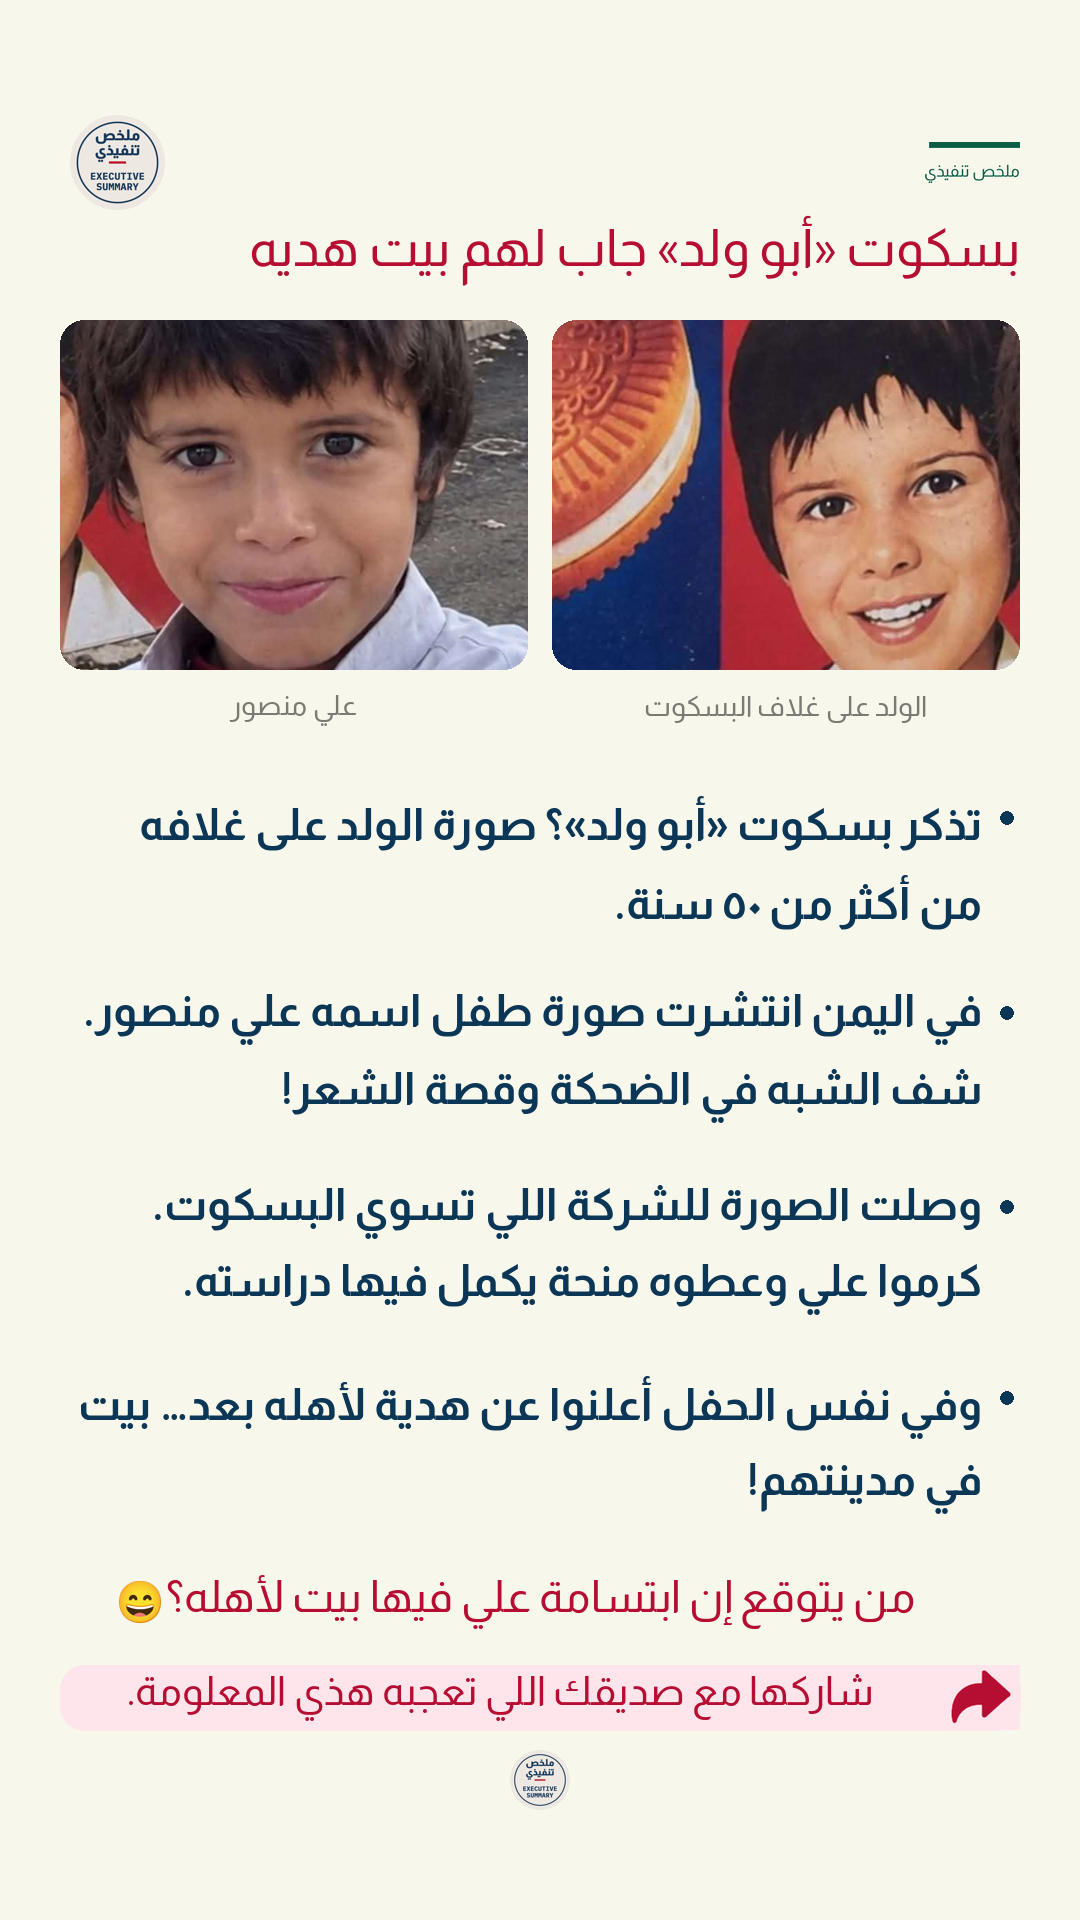 ملخص
تنفيذي
EXECUTIVE
SUMMARY
ملخص تنفيذي
بسكوت «أبو ولد» جاب لهم بيت هديه
الولد على غلاف البسكوت
علي منصور
تذكر بسكوت «أبو ولد»؟ صورة الولد على غلافه
من أكثر من ٥٠ سنة.
في اليمن انتشرت صورة طفل اسمه علي منصور.
شف الشبه في الضحكة وقصة الشعر!
وصلت الصورة للشركة اللي تسوي البسكوت.
كرموا علي وعطوه منحة يكمل فيها دراسته.
وفي نفس الحفل أعلنوا عن هدية لأهله بعد... بيت
في مدينتهم!
من يتوقع إن ابتسامة علي فيها بيت لأهله؟😄
شاركها مع صديقك اللي تعجبه هذي المعلومة.
ملخص
تنفيذي
EXECUTIVE
SUMMARY